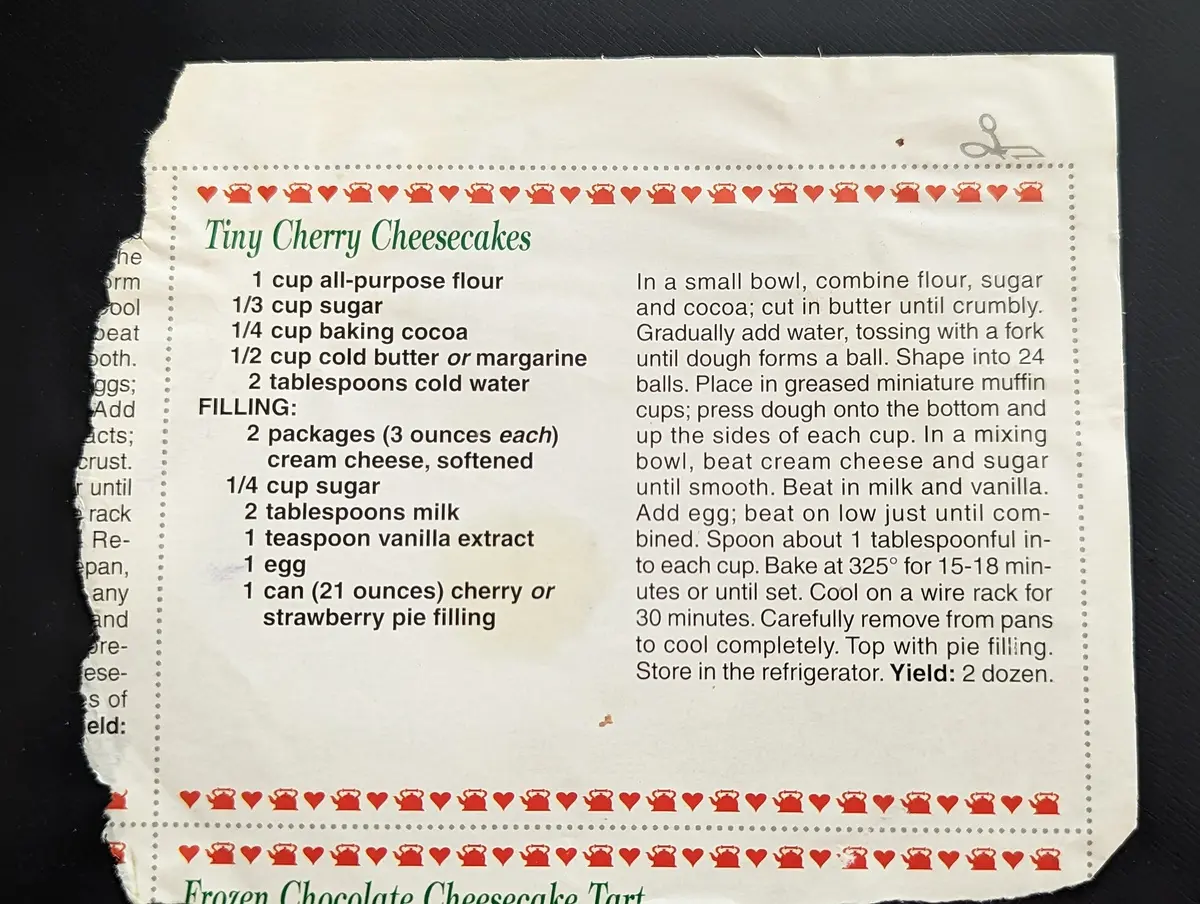 Tiny Cherry Cheesecakes
1 cup all-purpose flour
1/3 cup sugar
1/4 cup baking cocoa
1/2 cup cold butter or margarine
2 tablespoons cold water
FILLING:
2 packages (3 ounces each)
cream cheese, softened
1/4 cup sugar
2 tablespoons milk
1 teaspoon vanilla extract
1 egg
1 can (21 ounces) cherry or
strawberry pie filling
In a small bowl, combine flour, sugar
and cocoa; cut in butter until crumbly.
Gradually add water, tossing with a fork
until dough forms a ball. Shape into 24
balls. Place in greased miniature muffin
cups; press dough onto the bottom and
up the sides of each cup. In a mixing
bowl, beat cream cheese and sugar
until smooth. Beat in milk and vanilla.
Add egg; beat on low just until com-
bined. Spoon about 1 tablespoonful in-
to each cup. Bake at 325° for 15-18 min-
utes or until set. Cool on a wire rack for
30 minutes. Carefully remove from pans
to cool completely. Top with pie filling.
Store in the refrigerator. Yield: 2 dozen.
he
orm
ool
beat
oth.
ggs;
Add
acts;
crust.
r until
rack
Re-
pan,
any
and
pre-
ese-
s of
eld:
Frozen Chocolate Cheesecake Tart